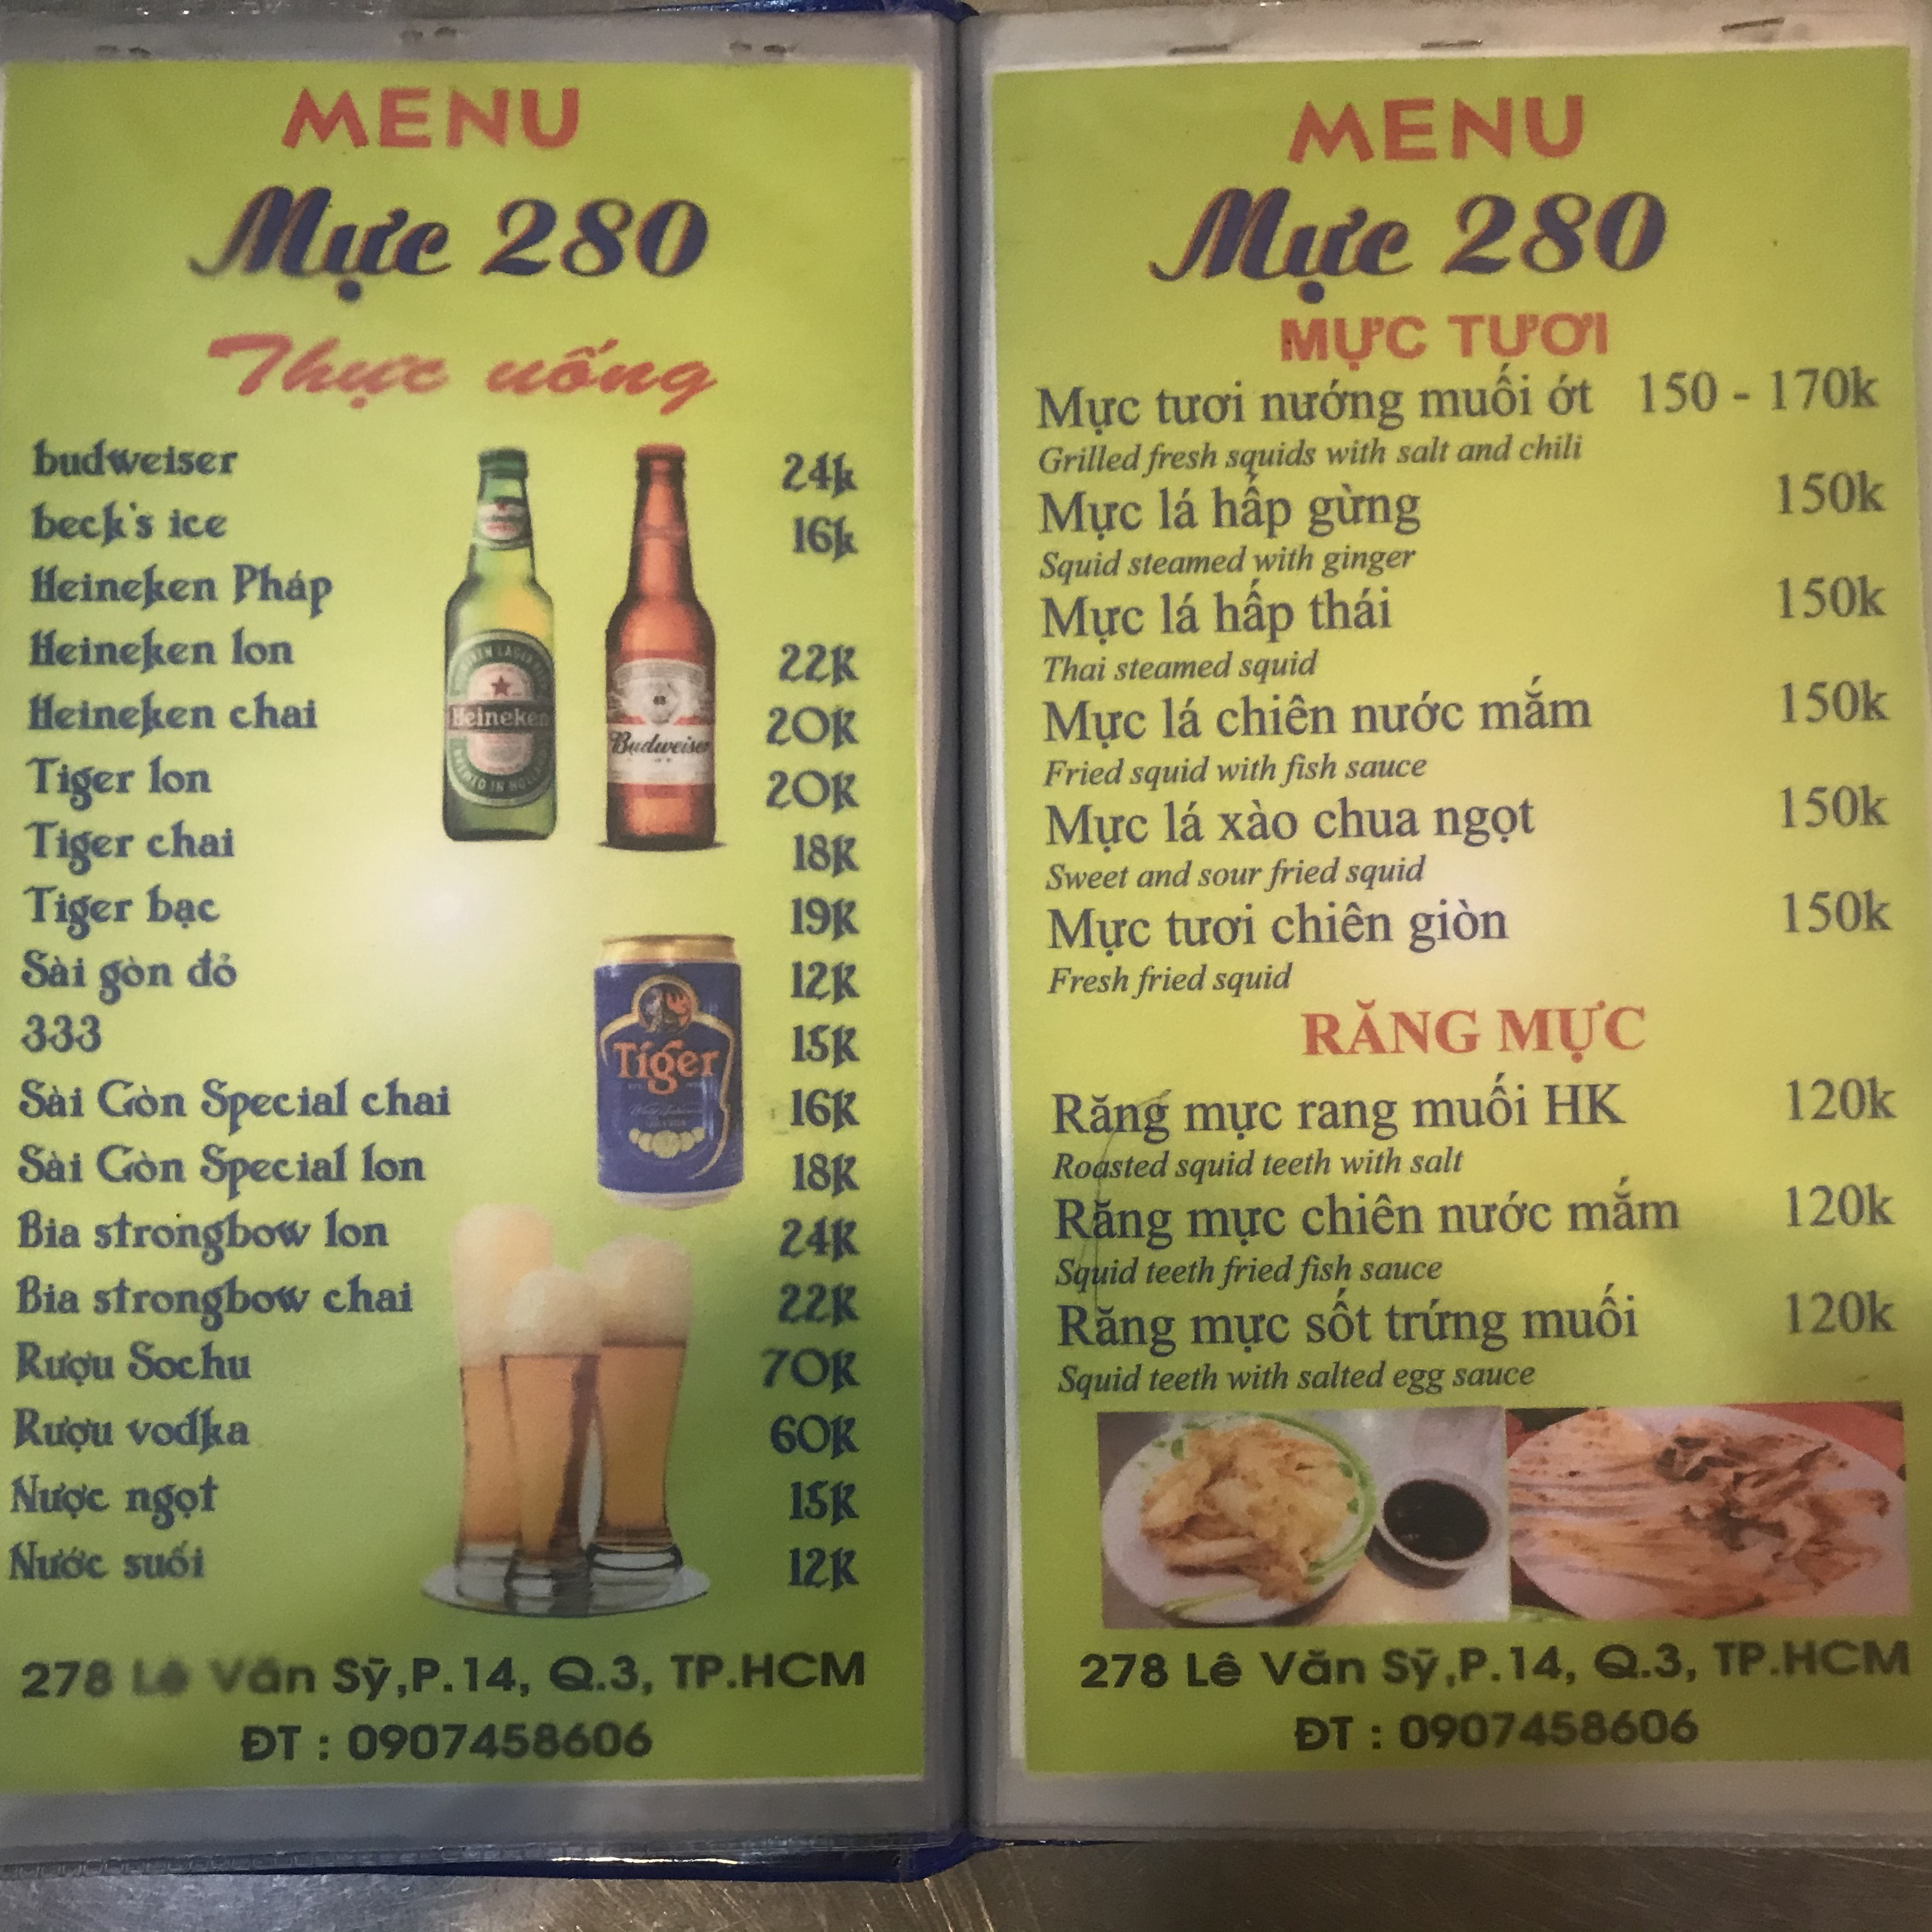 MENU
Mực 280
Thực uống
budweiser 24k
beck's ice 16k
Heineken Pháp
Heineken lon 22K
Heineken chai 20K
Tiger lon 20K
Tiger chai 18K
Tiger bạc 19K
Sài gòn đỏ 12K
333 15K
Sài Gòn Special chai 16K
Sài Gòn Special lon 18K
Bia strongbow lon 24K
Bia strongbow chai 22K
Rượu Sochu 70K
Rượu vodka 60K
Nược ngọt 15K
Nước suối 12K
Heineken
Budweiser
Tiger
278 Lê Văn Sỹ,P.14, Q.3, TP.HCM
ĐT : 0907458606
MENU
Mực 280
MỰC TƯƠI
Mực tươi nướng muối ớt 150 - 170k
Grilled fresh squids with salt and chili
Mực lá hấp gừng 150k
Squid steamed with ginger
Mực lá hấp thái 150k
Thai steamed squid
Mực lá chiên nước mắm 150k
Fried squid with fish sauce
Mực lá xào chua ngọt 150k
Sweet and sour fried squid
Mực tươi chiên giòn 150k
Fresh fried squid
RĂNG MỰC
Răng mực rang muối HK 120k
Roasted squid teeth with salt
Răng mực chiên nước mắm 120k
Squid teeth fried fish sauce
Răng mực sốt trứng muối 120k
Squid teeth with salted egg sauce
278 Lê Văn Sỹ,P.14, Q.3, TP.HCM
ĐT : 0907458606